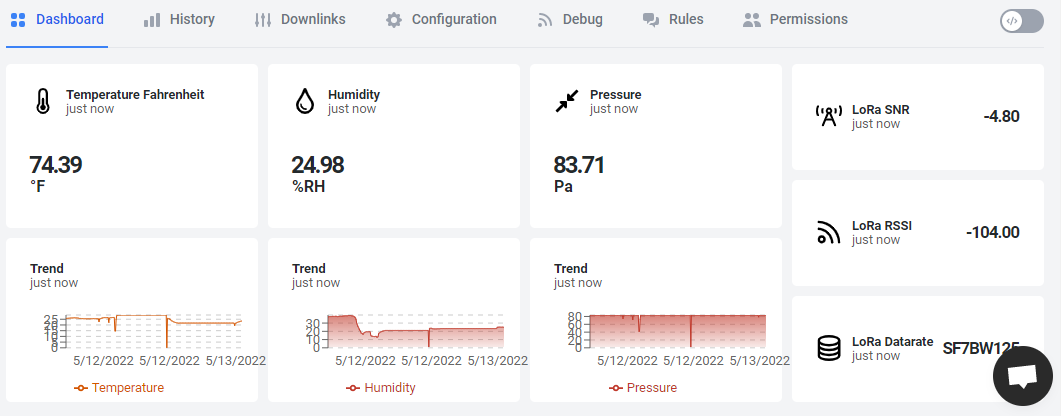 Dashboard History Downlinks Configuration Debug Rules Permissions
Temperature Fahrenheit
just now
74.39
°F
Humidity
just now
24.98
%RH
Pressure
just now
83.71
Pa
LoRa SNR
just now
-4.80
LoRa RSSI
just now
-104.00
LoRa Datarate
just now
SF7BW125
Trend
just now
25
20
15
10
5
0
5/12/2022 5/12/2022 5/13/2022
Temperature
Trend
just now
30
20
10
0
5/12/2022 5/12/2022 5/13/2022
Humidity
Trend
just now
80
60
40
20
0
5/12/2022 5/12/2022 5/13/2022
Pressure